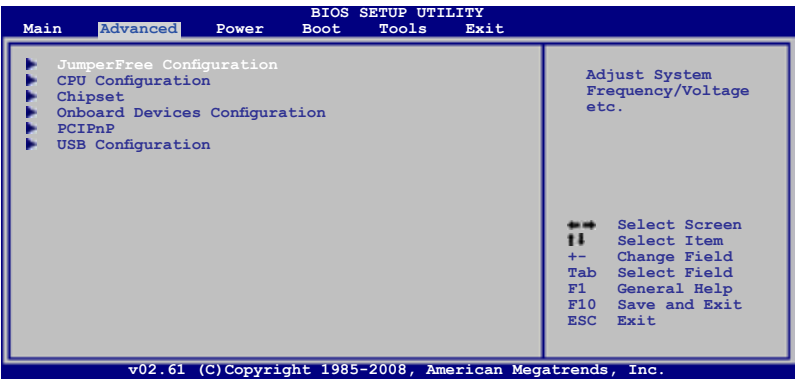 BIOS SETUP UTILITY
Main Advanced Power Boot Tools Exit
JumperFree Configuration
CPU Configuration
Chipset
Onboard Devices Configuration
PCIPnP
USB Configuration
Adjust System
Frequency/Voltage
etc.
Select Screen
Select Item
+- Change Field
Tab Select Field
F1 General Help
F10 Save and Exit
ESC Exit
v02.61 (C)Copyright 1985-2008, American Megatrends, Inc.